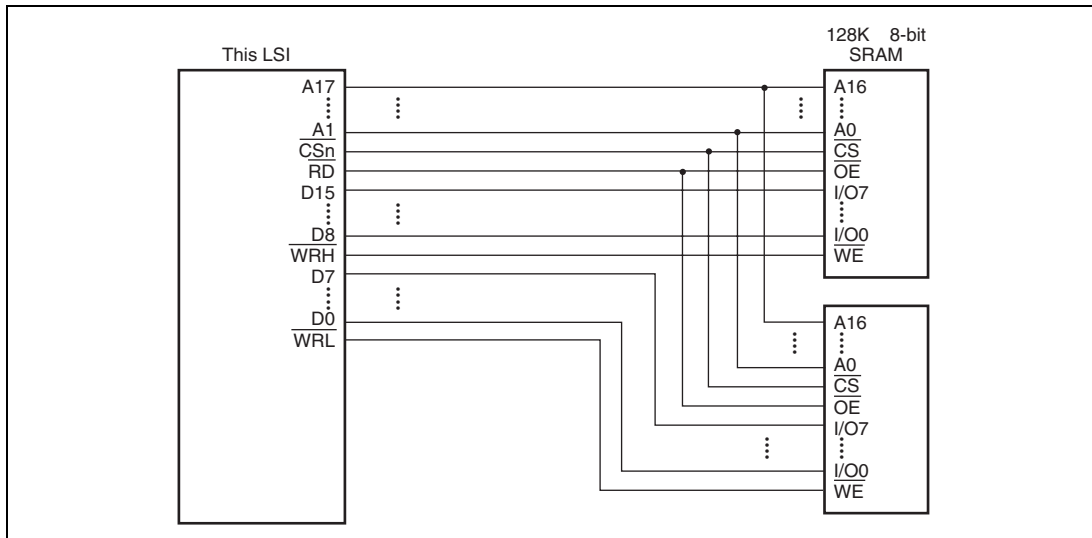 This LSI
A17
A1
CSn
RD
D15
D8
WRH
D7
D0
WRL
128K 8-bit
SRAM
A16
A0
CS
OE
I/O7
I/O0
WE
A16
A0
CS
OE
I/O7
I/O0
WE